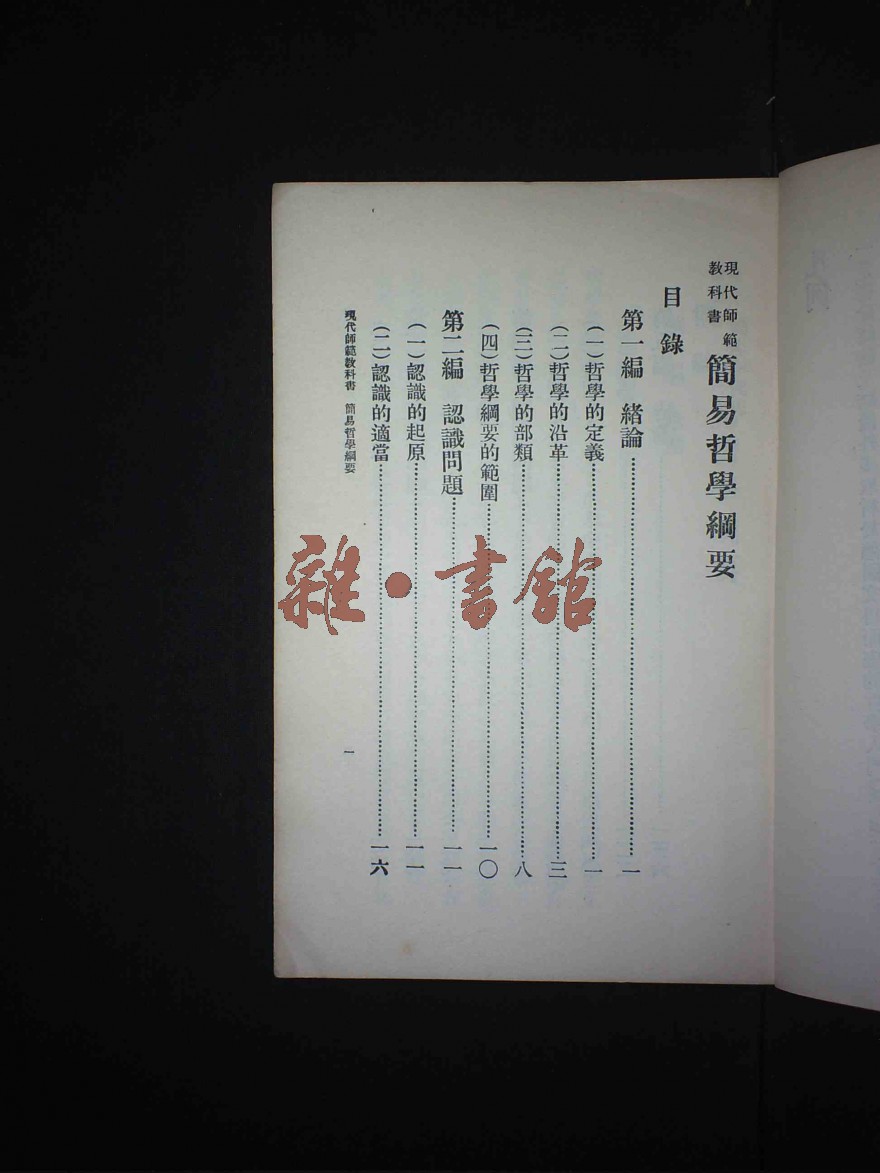 現代師範
教科書
簡易哲學綱要
目錄
第一編 緒論……一
(一)哲學的定義……一
(二)哲學的沿革……三
(三)哲學的部類……八
(四)哲學綱要的範圍……一〇
第二編 認識問題……一一
(一)認識的起原……一一
(二)認識的適當……一六
現代師範教科書 簡易哲學綱要
一
雜·書館